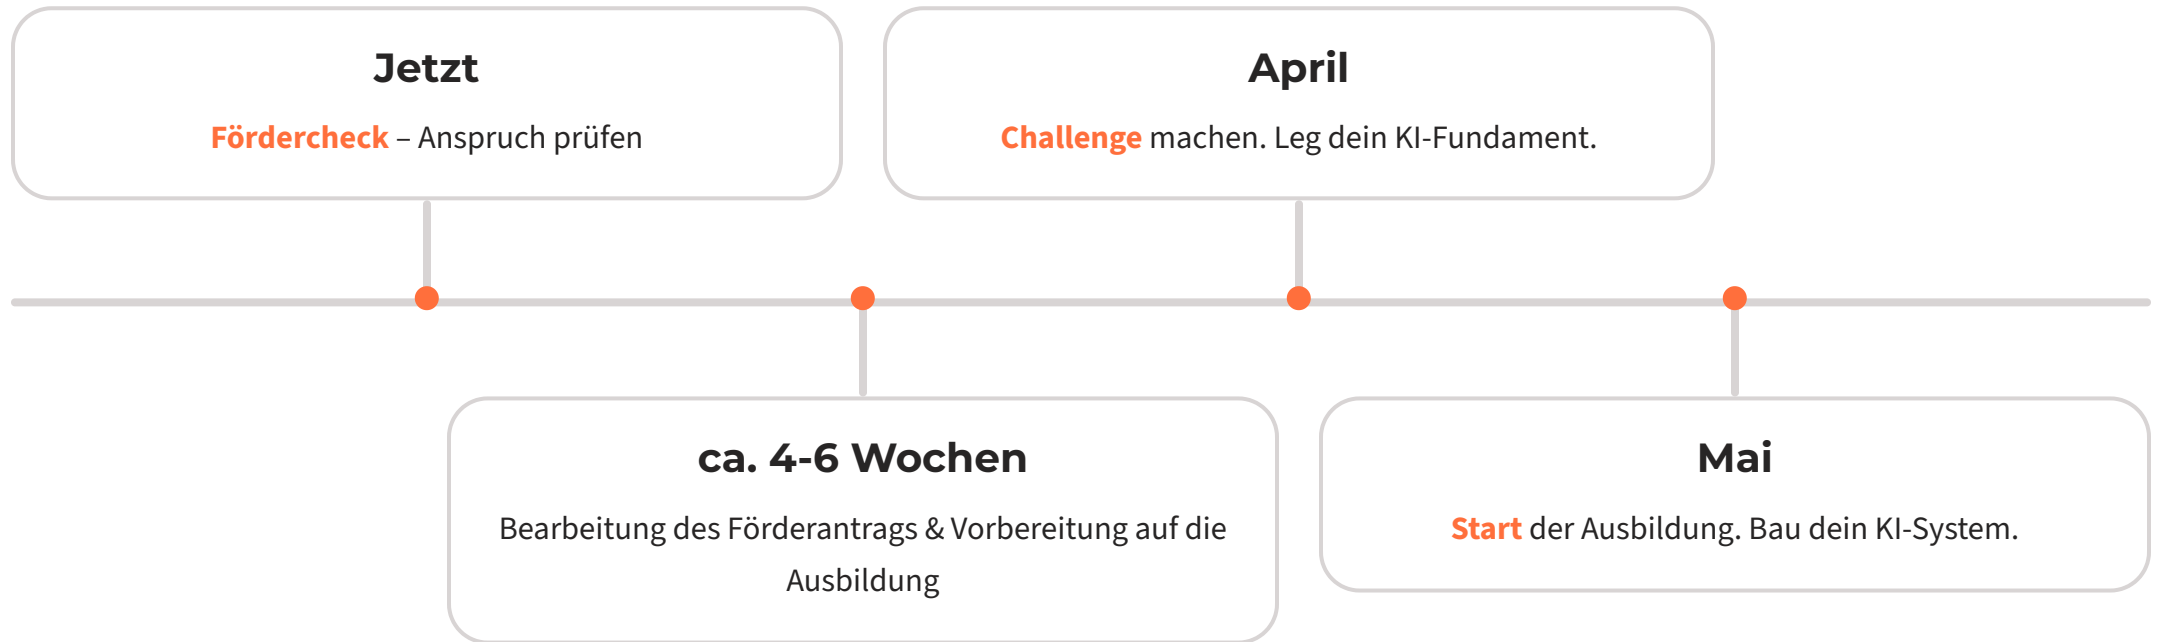 Jetzt
Fördercheck – Anspruch prüfen
ca. 4-6 Wochen
Bearbeitung des Förderantrags & Vorbereitung auf die
Ausbildung
April
Challenge machen. Leg dein KI-Fundament.
Mai
Start der Ausbildung. Bau dein KI-System.